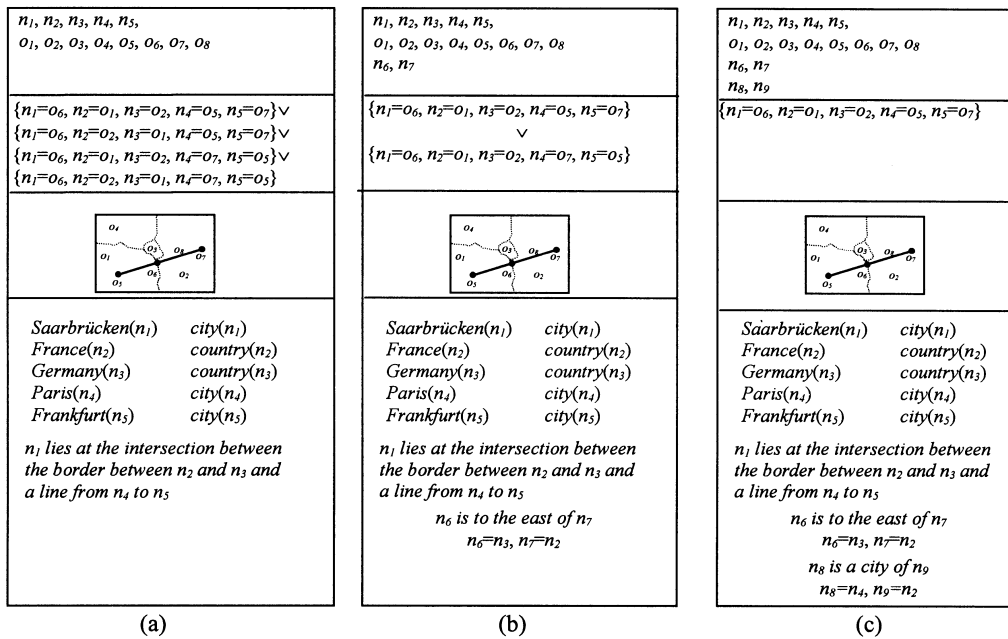 n1, n2, n3, n4, n5,
o1, o2, o3, o4, o5, o6, o7, o8
{n1=o6, n2=o1, n3=o2, n4=o5, n5=o7}∨
{n1=o6, n2=o2, n3=o1, n4=o5, n5=o7}∨
{n1=o6, n2=o1, n3=o2, n4=o7, n5=o5}∨
{n1=o6, n2=o2, n3=o1, n4=o7, n5=o5}
o4
o3
o8
o1
o7
o6
o2
o5
Saarbrücken(n1) city(n1)
France(n2) country(n2)
Germany(n3) country(n3)
Paris(n4) city(n4)
Frankfurt(n5) city(n5)
n1 lies at the intersection between
the border between n2 and n3 and
a line from n4 to n5
(a)
n1, n2, n3, n4, n5,
o1, o2, o3, o4, o5, o6, o7, o8
n6, n7
{n1=o6, n2=o1, n3=o2, n4=o5, n5=o7}
∨
{n1=o6, n2=o1, n3=o2, n4=o7, n5=o5}
o4
o3
o8
o1
o7
o6
o2
o5
Saarbrücken(n1) city(n1)
France(n2) country(n2)
Germany(n3) country(n3)
Paris(n4) city(n4)
Frankfurt(n5) city(n5)
n1 lies at the intersection between
the border between n2 and n3 and
a line from n4 to n5
n6 is to the east of n7
n6=n3, n7=n2
(b)
n1, n2, n3, n4, n5,
o1, o2, o3, o4, o5, o6, o7, o8
n6, n7
n8, n9
{n1=o6, n2=o1, n3=o2, n4=o5, n5=o7}
o4
o3
o8
o1
o7
o6
o2
o5
Saarbrücken(n1) city(n1)
France(n2) country(n2)
Germany(n3) country(n3)
Paris(n4) city(n4)
Frankfurt(n5) city(n5)
n1 lies at the intersection between
the border between n2 and n3 and
a line from n4 to n5
n6 is to the east of n7
n6=n3, n7=n2
n8 is a city of n9
n8=n4, n9=n2
(c)